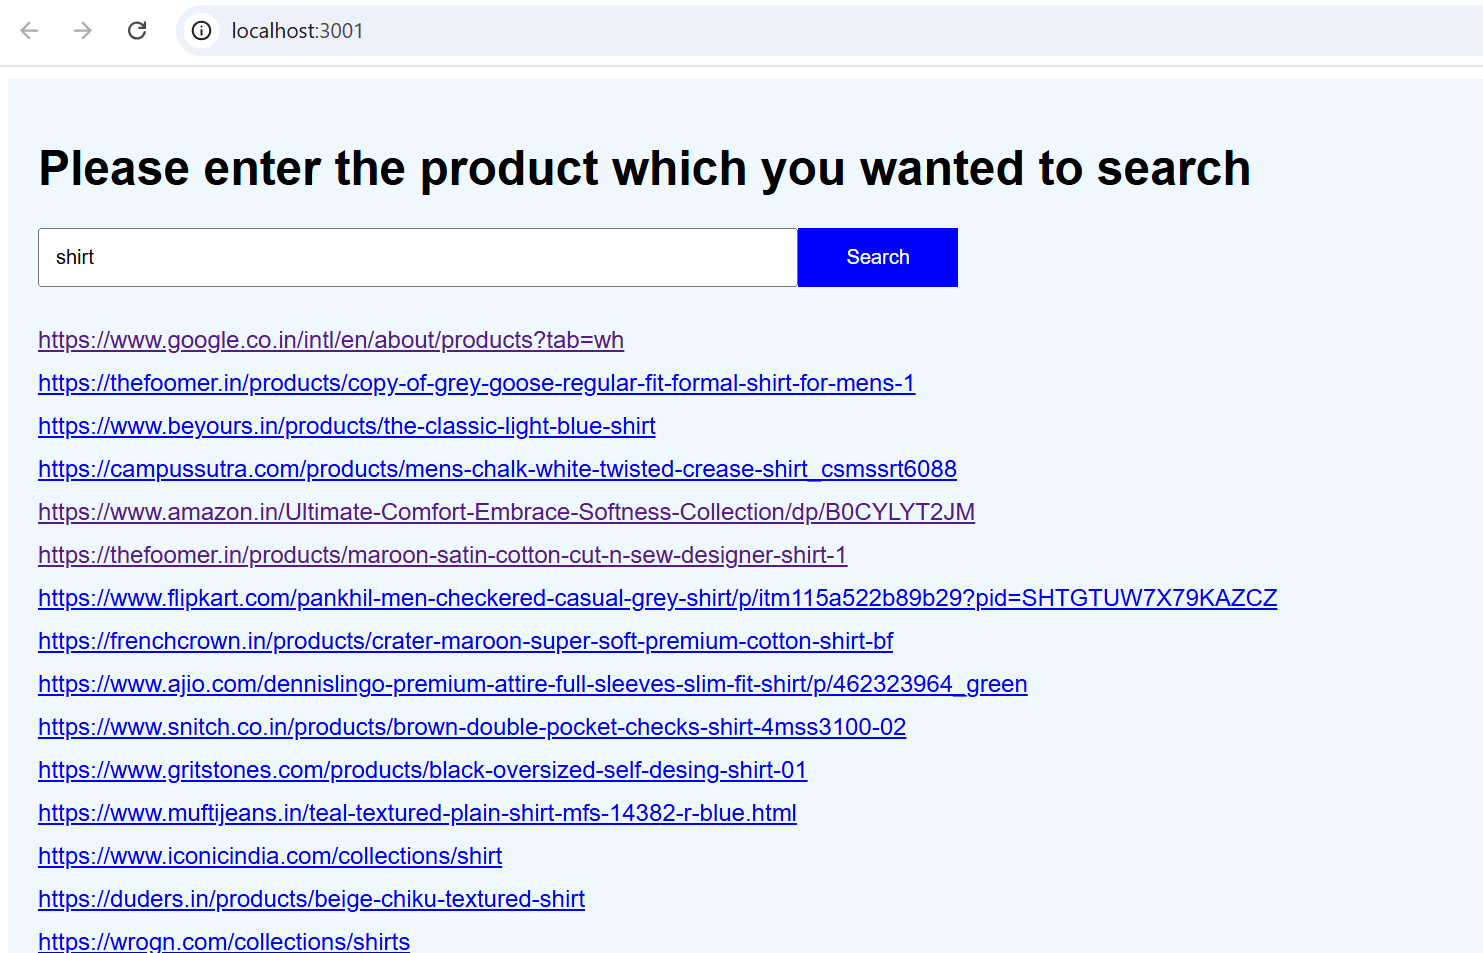 localhost:3001
Please enter the product which you wanted to search
shirt
Search
https://www.google.co.in/intl/en/about/products?tab=wh
https://thefoomer.in/products/copy-of-grey-goose-regular-fit-formal-shirt-for-mens-1
https://www.beyours.in/products/the-classic-light-blue-shirt
https://campussutra.com/products/mens-chalk-white-twisted-crease-shirt_csmssrt6088
https://www.amazon.in/Ultimate-Comfort-Embrace-Softness-Collection/dp/B0CYLYT2JM
https://thefoomer.in/products/maroon-satin-cotton-cut-n-sew-designer-shirt-1
https://www.flipkart.com/pankhil-men-checkered-casual-grey-shirt/p/itm115a522b89b29?pid=SHTGTUW7X79KAZCZ
https://frenchcrown.in/products/crater-maroon-super-soft-premium-cotton-shirt-bf
https://www.ajio.com/dennislingo-premium-attire-full-sleeves-slim-fit-shirt/p/462323964_green
https://www.snitch.co.in/products/brown-double-pocket-checks-shirt-4mss3100-02
https://www.gritstones.com/products/black-oversized-self-desing-shirt-01
https://www.muftijeans.in/teal-textured-plain-shirt-mfs-14382-r-blue.html
https://www.iconicindia.com/collections/shirt
https://duders.in/products/beige-chiku-textured-shirt
https://wrogn.com/collections/shirts